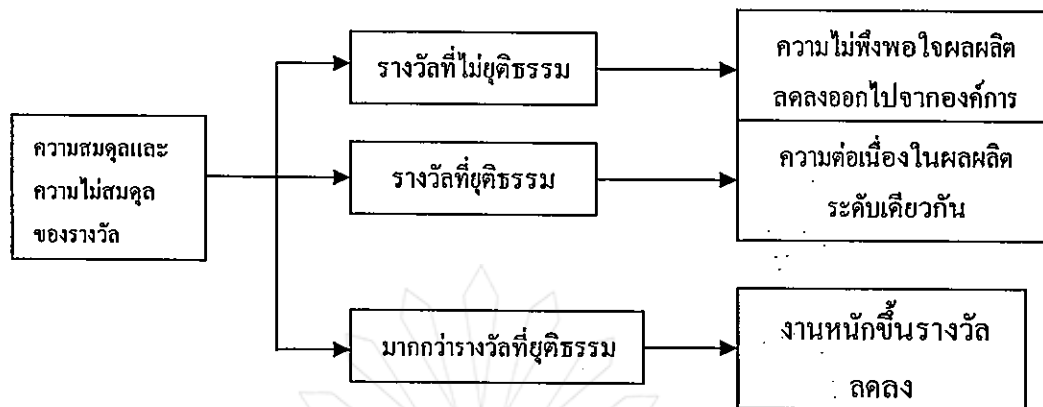 ความสมดุลและ
ความไม่สมดุล
ของรางวัล
รางวัลที่ไม่ยุติธรรม
ความไม่พึงพอใจผลผลิต
ลดลงออกไปจากองค์การ
รางวัลที่ยุติธรรม
ความต่อเนื่องในผลผลิต
ระดับเดียวกัน
มากกว่ารางวัลที่ยุติธรรม
งานหนักขึ้นรางวัล
ลดลง